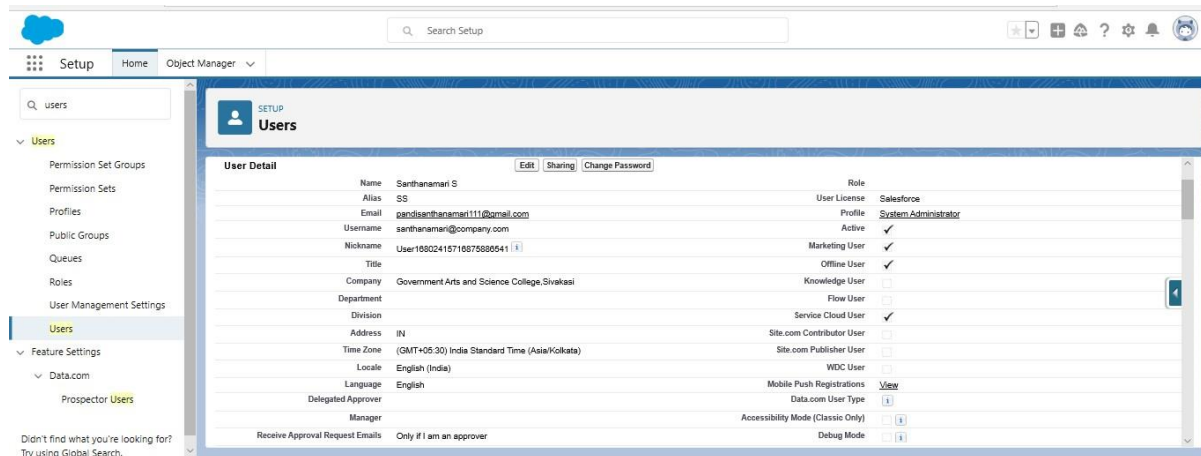 Search Setup
Setup Home Object Manager
users
Users
Permission Set Groups
Permission Sets
Profiles
Public Groups
Queues
Roles
User Management Settings
Users
Feature Settings
Data.com
Prospector Users
Didn't find what you're looking for?
Try using Global Search.
SETUP
Users
User Detail Edit Sharing Change Password
Name Santhanamari S Role
Alias SS User License Salesforce
Email pandisanthanamari111@gmail.com Profile System Administrator
Username santhanamari@company.com Active
Nickname User16802415716875886541 i Marketing User
Title Offline User
Company Government Arts and Science College,Sivakasi Knowledge User
Department Flow User
Division Service Cloud User
Address IN Site.com Contributor User
Time Zone (GMT+05:30) India Standard Time (Asia/Kolkata) Site.com Publisher User
Locale English (India) WDC User
Language English Mobile Push Registrations View
Delegated Approver Data.com User Type i
Manager Accessibility Mode (Classic Only) i
Receive Approval Request Emails Only if I am an approver Debug Mode i